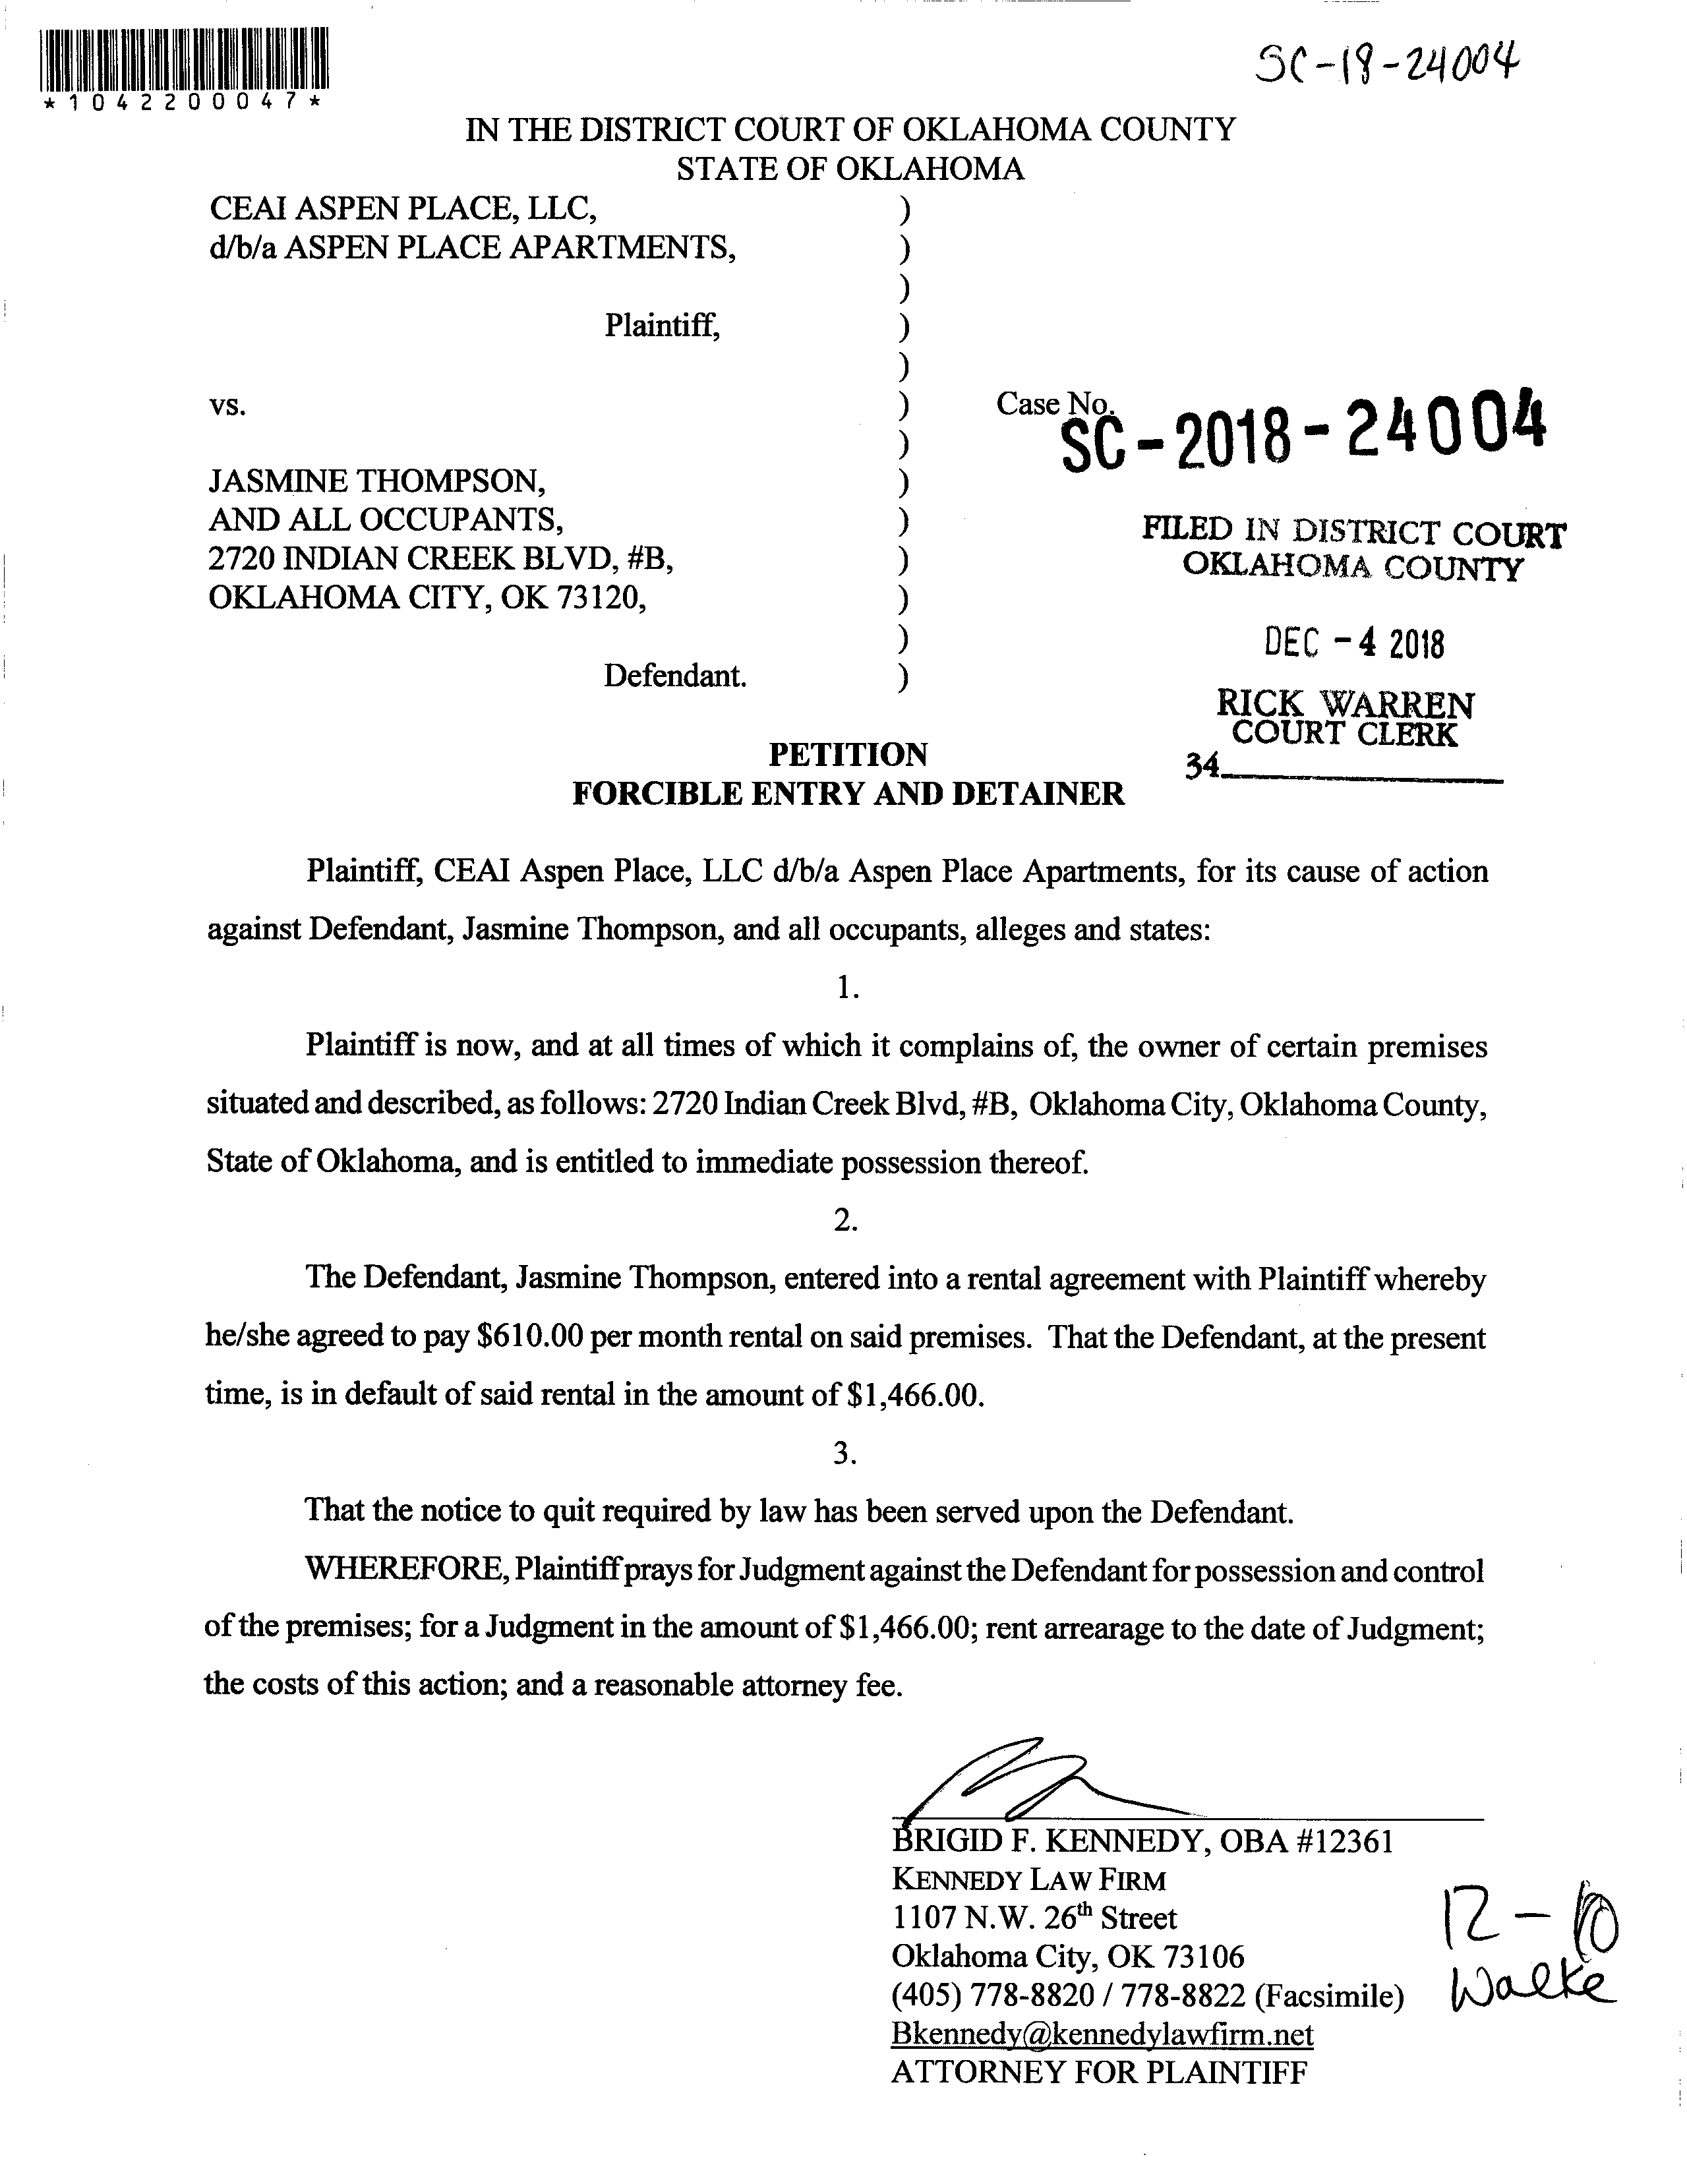 *1042200047*
SC-18-24004
IN THE DISTRICT COURT OF OKLAHOMA COUNTY
STATE OF OKLAHOMA
CEAI ASPEN PLACE, LLC, )
d/b/a ASPEN PLACE APARTMENTS, )
)
Plaintiff, )
)
vs. ) Case No. SC-2018-24004
)
JASMINE THOMPSON, )
AND ALL OCCUPANTS, ) FILED IN DISTRICT COURT
2720 INDIAN CREEK BLVD, #B, ) OKLAHOMA COUNTY
OKLAHOMA CITY, OK 73120, )
) DEC -4 2018
Defendant. )
RICK WARREN
COURT CLERK
34
PETITION
FORCIBLE ENTRY AND DETAINER
Plaintiff, CEAI Aspen Place, LLC d/b/a Aspen Place Apartments, for its cause of action
against Defendant, Jasmine Thompson, and all occupants, alleges and states:
1.
Plaintiff is now, and at all times of which it complains of, the owner of certain premises
situated and described, as follows: 2720 Indian Creek Blvd, #B, Oklahoma City, Oklahoma County,
State of Oklahoma, and is entitled to immediate possession thereof.
2.
The Defendant, Jasmine Thompson, entered into a rental agreement with Plaintiff whereby
he/she agreed to pay $610.00 per month rental on said premises. That the Defendant, at the present
time, is in default of said rental in the amount of $1,466.00.
3.
That the notice to quit required by law has been served upon the Defendant.
WHEREFORE, Plaintiff prays for Judgment against the Defendant for possession and control
of the premises; for a Judgment in the amount of $1,466.00; rent arrearage to the date of Judgment;
the costs of this action; and a reasonable attorney fee.
BRIGID F. KENNEDY, OBA #12361
KENNEDY LAW FIRM
1107 N.W. 26th Street
Oklahoma City, OK 73106
(405) 778-8820 / 778-8822 (Facsimile)
Bkennedy@kennedylawfirm.net
ATTORNEY FOR PLAINTIFF
12-10
Walke